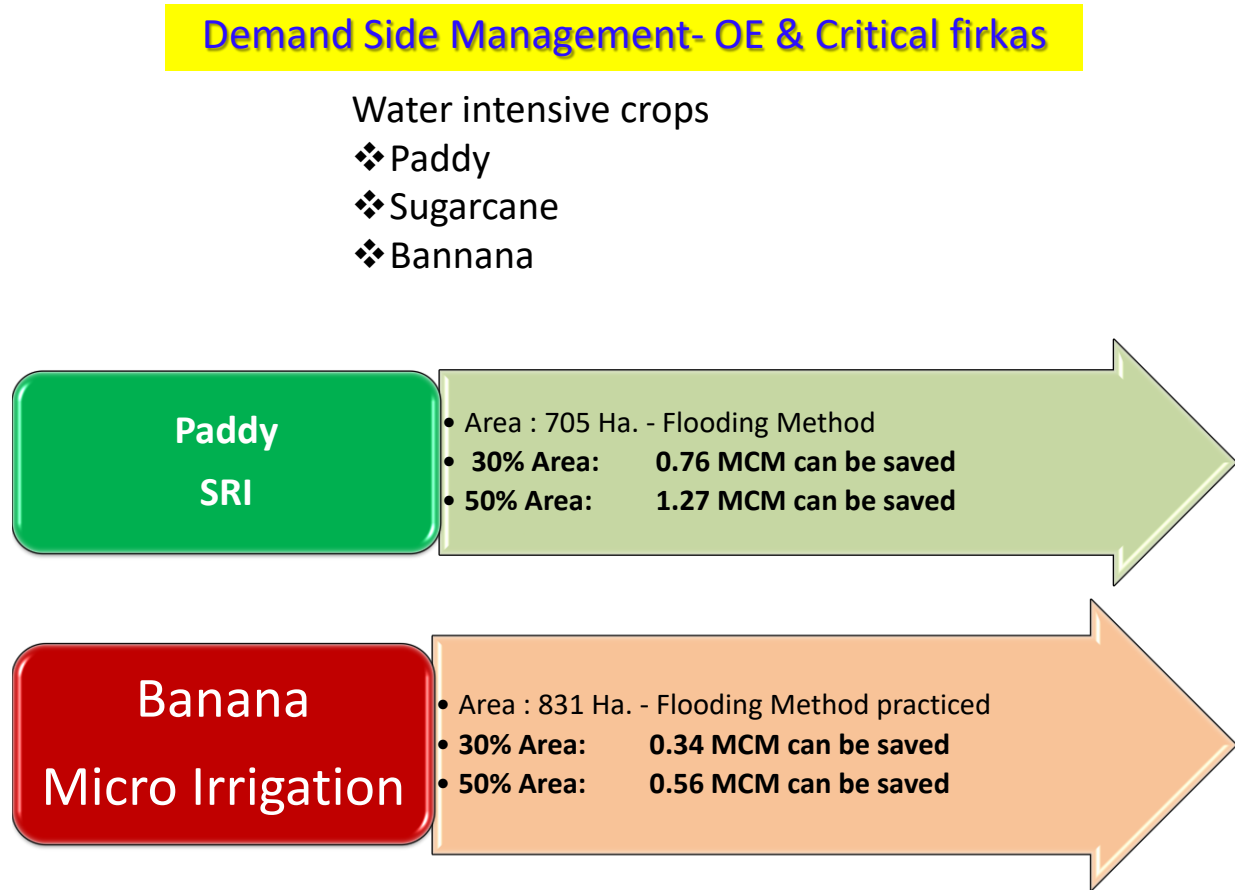 Demand Side Management- OE & Critical firkas
Water intensive crops
❖Paddy
❖Sugarcane
❖Bannana
Paddy
SRI
• Area : 705 Ha. - Flooding Method
• 30% Area: 0.76 MCM can be saved
• 50% Area: 1.27 MCM can be saved
Banana
Micro Irrigation
• Area : 831 Ha. - Flooding Method practiced
• 30% Area: 0.34 MCM can be saved
• 50% Area: 0.56 MCM can be saved